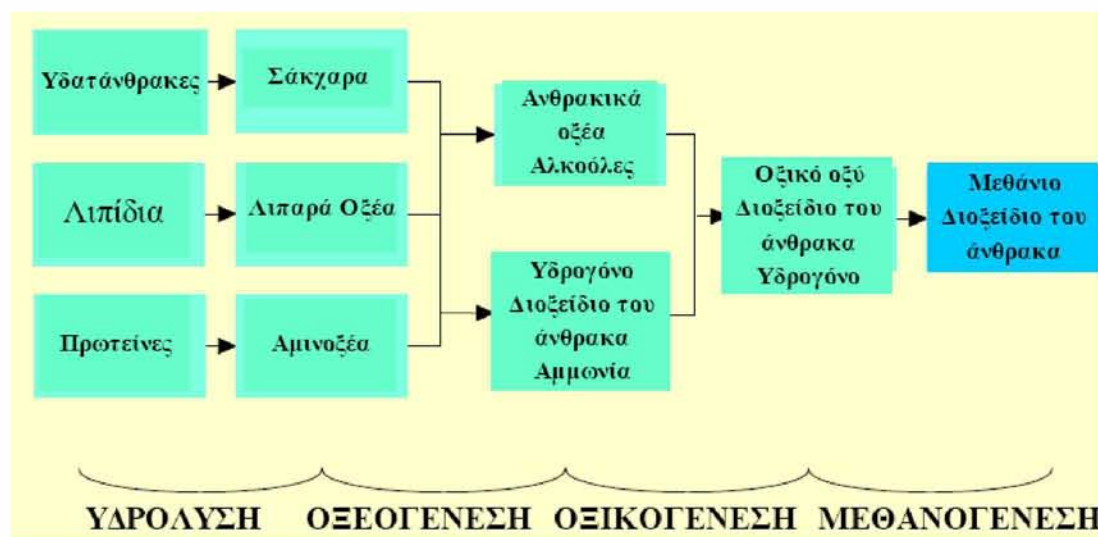 Υδατάνθρακες
Σάκχαρα
Λιπίδια
Λιπαρά Οξέα
Πρωτείνες
Αμινοξέα
Ανθρακικά
οξέα
Αλκοόλες
Υδρογόνο
Διοξείδιο του
άνθρακα
Αμμωνία
Οξικό οξύ
Διοξείδιο του
άνθρακα
Υδρογόνο
Μεθάνιο
Διοξείδιο του
άνθρακα
ΥΔΡΟΛΥΣΗ ΟΞΕΟΓΕΝΕΣΗ ΟΞΙΚΟΓΕΝΕΣΗ ΜΕΘΑΝΟΓΕΝΕΣΗ